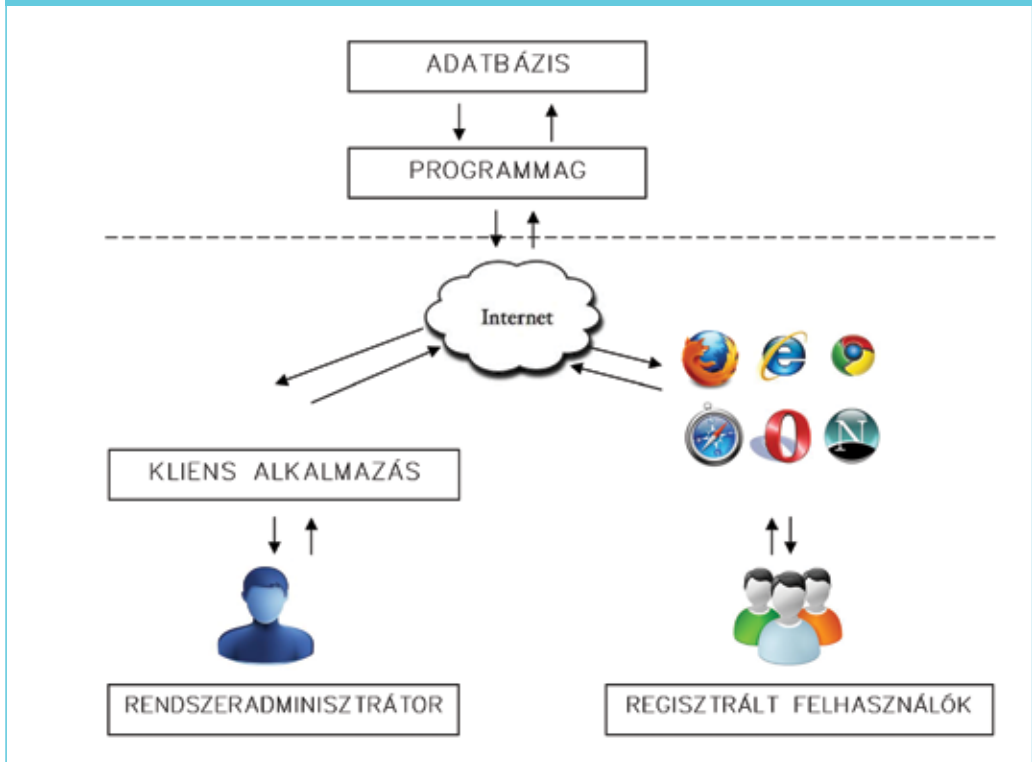 ADATBÁZIS
PROGRAMMAG
Internet
KLIENS ALKALMAZÁS
RENDSZERADMINISZTRÁTOR
REGISZTRÁLT FELHASZNÁLÓK
N